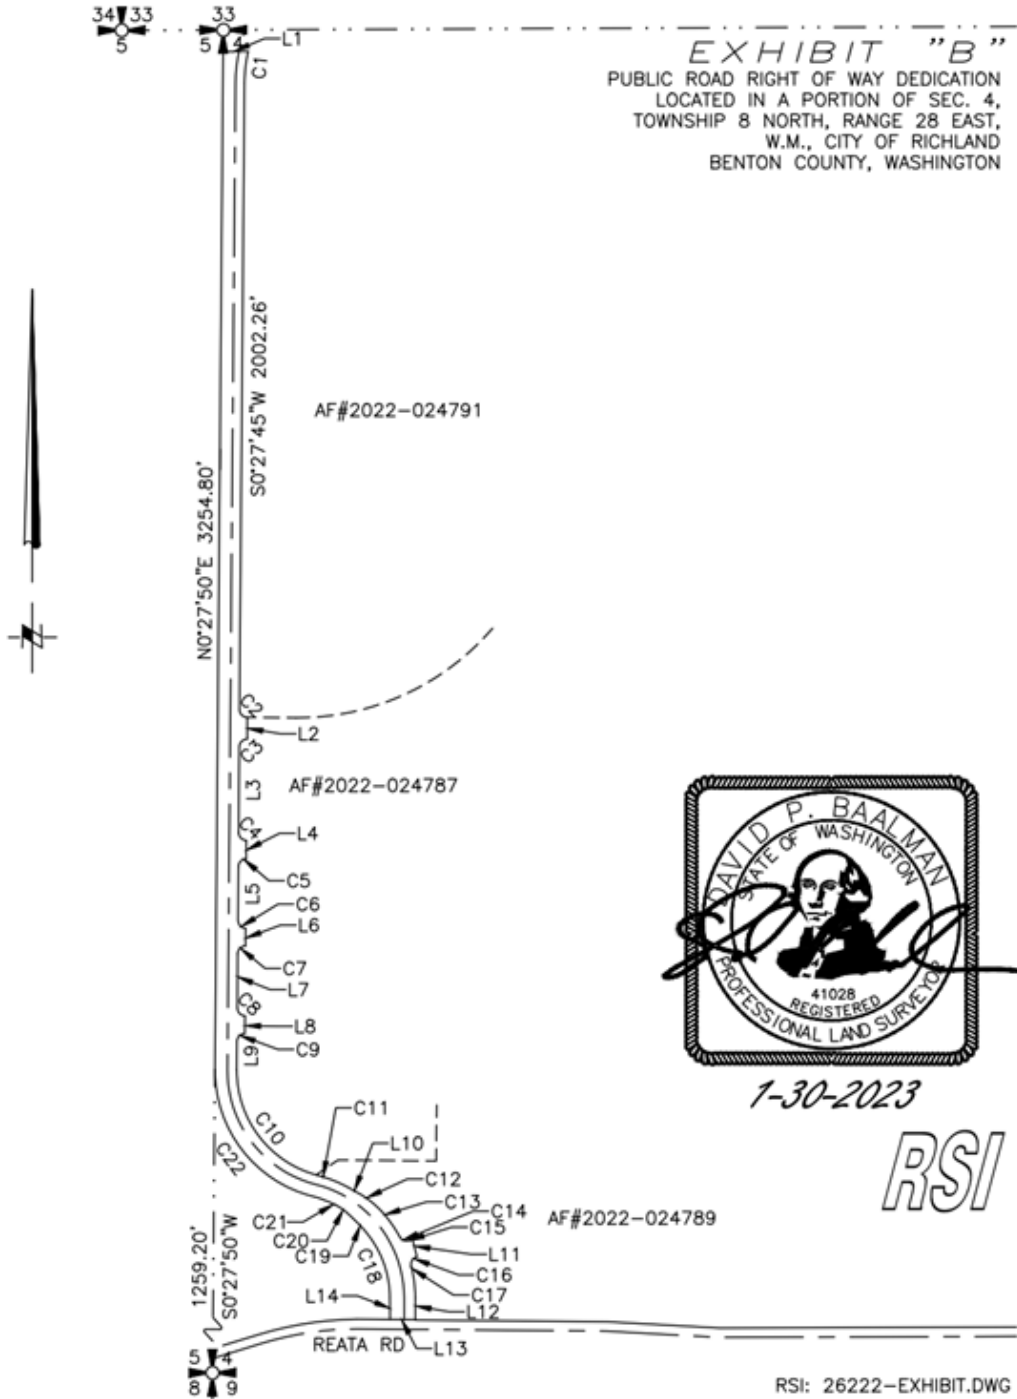 34 33
5
33
5 4
L1
C1
EXHIBIT "B"
PUBLIC ROAD RIGHT OF WAY DEDICATION
LOCATED IN A PORTION OF SEC. 4,
TOWNSHIP 8 NORTH, RANGE 28 EAST,
W.M., CITY OF RICHLAND
BENTON COUNTY, WASHINGTON
S0°27'45"W 2002.26'
AF#2022-024791
N0°27'50"E 3254.80'
C2
L2
C3
L3
AF#2022-024787
C4
L4
C5
L5
C6
L6
C7
L7
C8
L8
L9
C9
DAVID P. BAALMAN
STATE OF WASHINGTON
41028
REGISTERED
PROFESSIONAL LAND SURVEYOR
1-30-2023
RSI
C10
C11
L10
C22
C12
C13
C14
C15
AF#2022-024789
C21
C20
C19
C18
L11
C16
C17
L14
L12
1259.20'
S0°27'50"W
REATA RD
L13
5 4
8 9
RSI: 26222-EXHIBIT.DWG